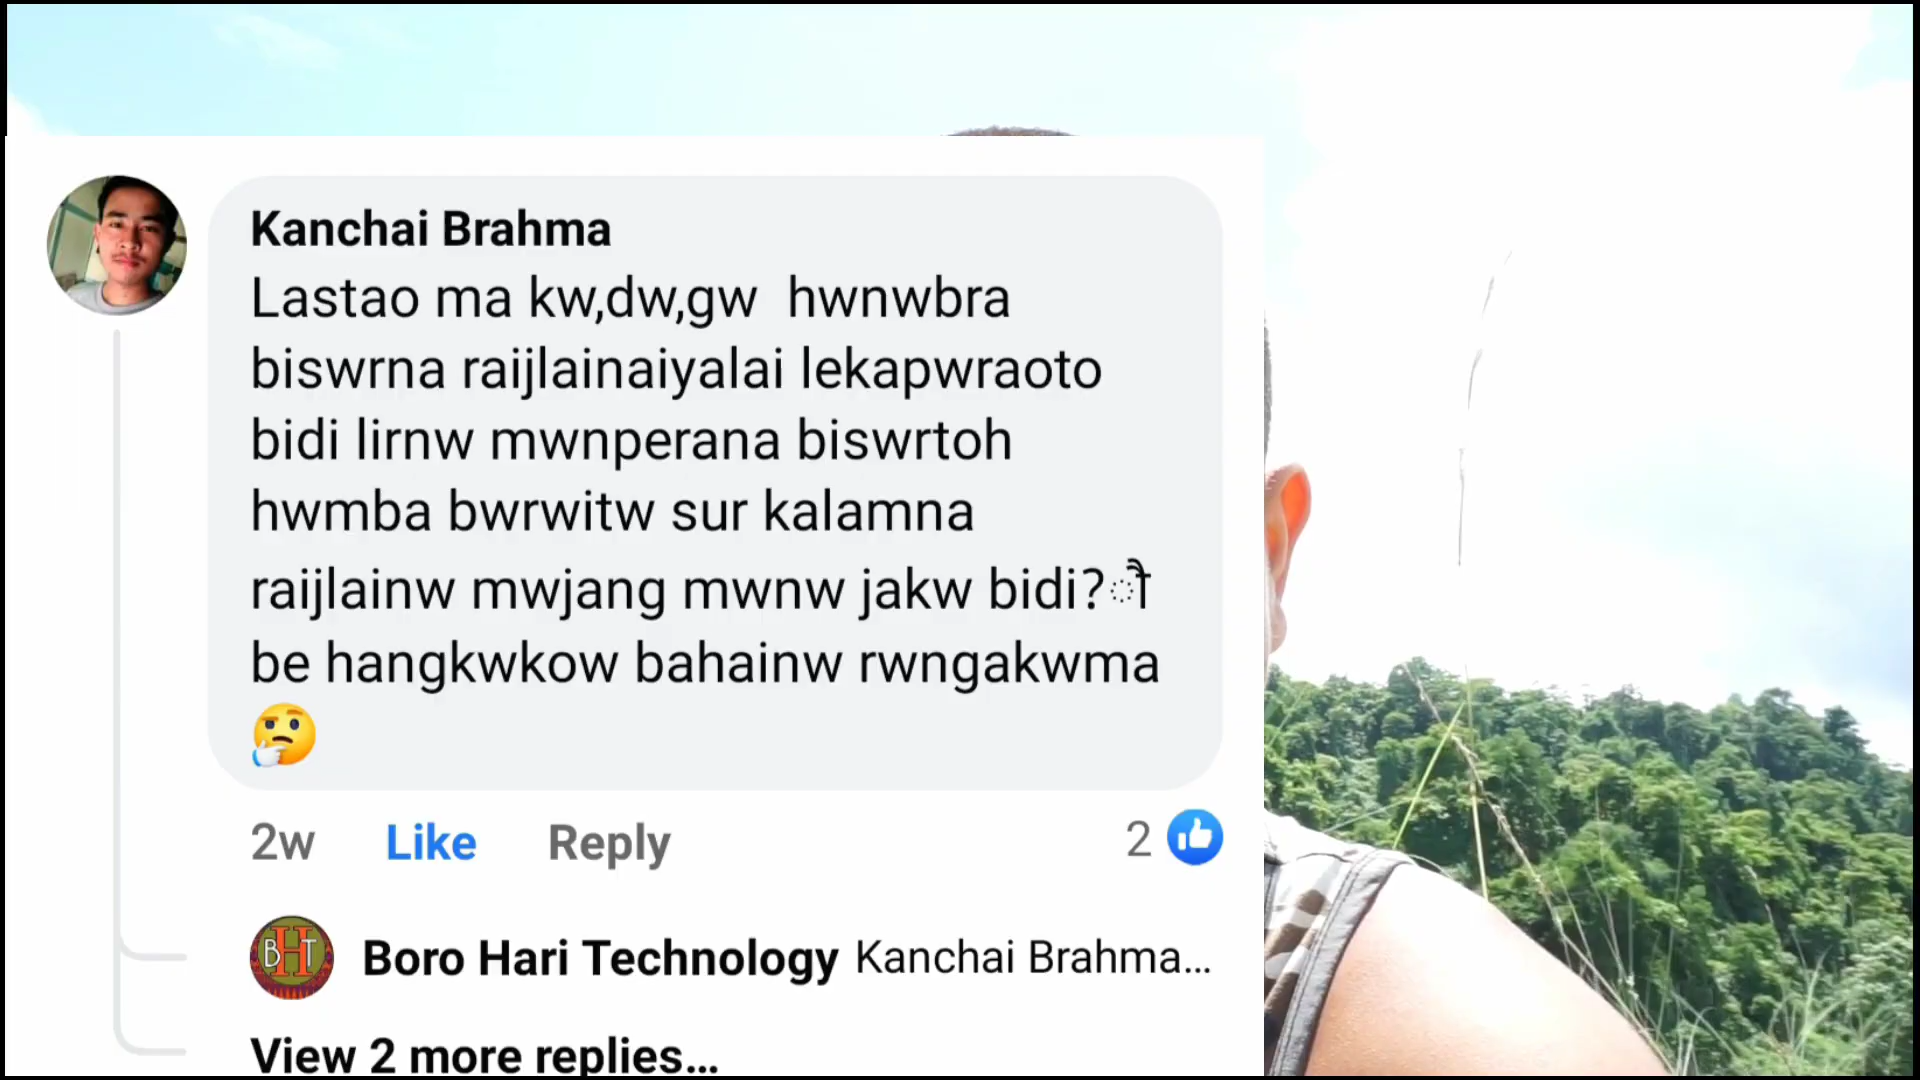 Kanchai Brahma
Lastao ma kw,dw,gw hwnwbra
biswrna raijlainaiyalai lekapwraoto
bidi lirnw mwnperana biswrtoh
hwmba bwrwitw sur kalamna
raijlainw mwjang mwnw jakw bidi?ौ
be hangkwkow bahainw rwngakwma
🤔
2w Like Reply 2
BHT
Boro Hari Technology Kanchai Brahma...
View 2 more replies...